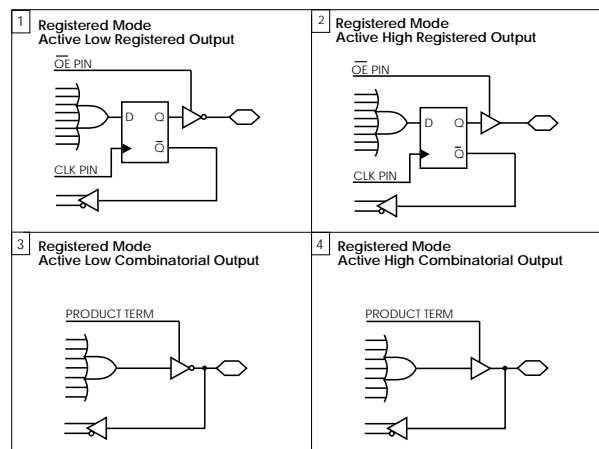 1
Registered Mode
Active Low Registered Output
O̅E̅ PIN
D Q
Q̅
CLK PIN
2
Registered Mode
Active High Registered Output
O̅E̅ PIN
D Q
Q̅
CLK PIN
3
Registered Mode
Active Low Combinatorial Output
PRODUCT TERM
4
Registered Mode
Active High Combinatorial Output
PRODUCT TERM